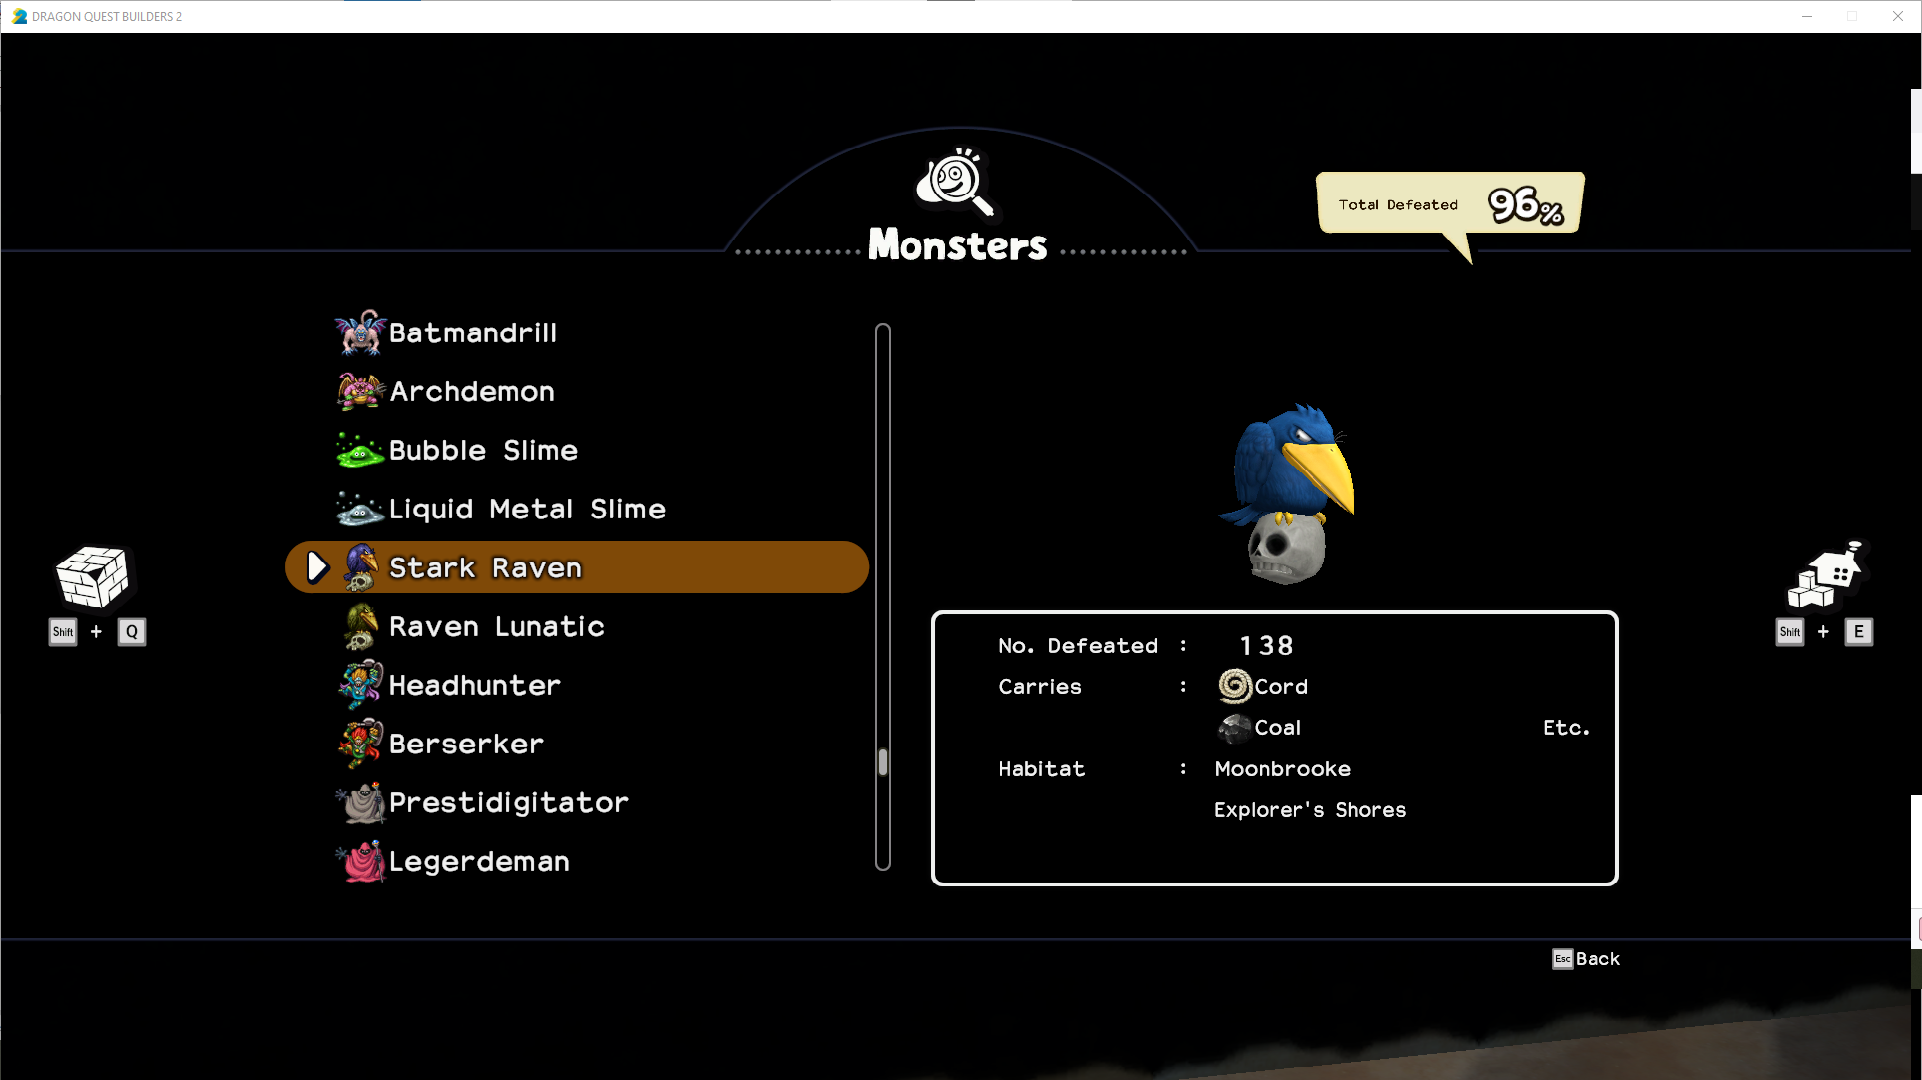 DRAGON QUEST BUILDERS 2
Total Defeated 96%
Monsters
Batmandrill
Archdemon
Bubble Slime
Liquid Metal Slime
Stark Raven
Raven Lunatic
Headhunter
Berserker
Prestidigitator
Legerdeman
Shift + Q
No. Defeated : 138
Carries : Cord
Coal Etc.
Habitat : Moonbrooke
Explorer's Shores
Shift + E
Esc Back